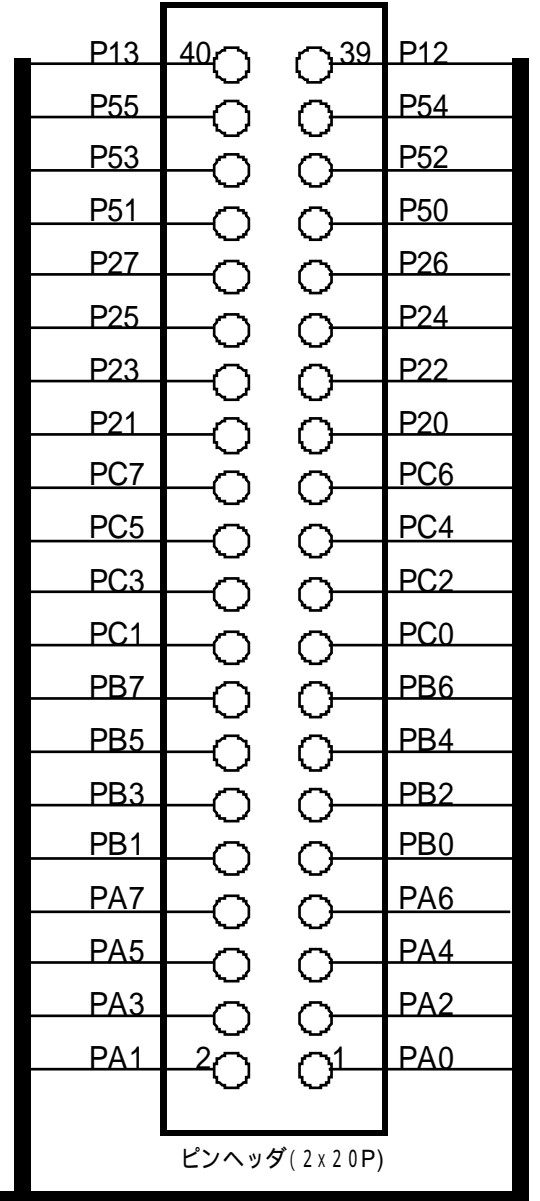 P13 40 39 P12
P55 P54
P53 P52
P51 P50
P27 P26
P25 P24
P23 P22
P21 P20
PC7 PC6
PC5 PC4
PC3 PC2
PC1 PC0
PB7 PB6
PB5 PB4
PB3 PB2
PB1 PB0
PA7 PA6
PA5 PA4
PA3 PA2
PA1 2 1 PA0
ピンヘッダ(2x20P)